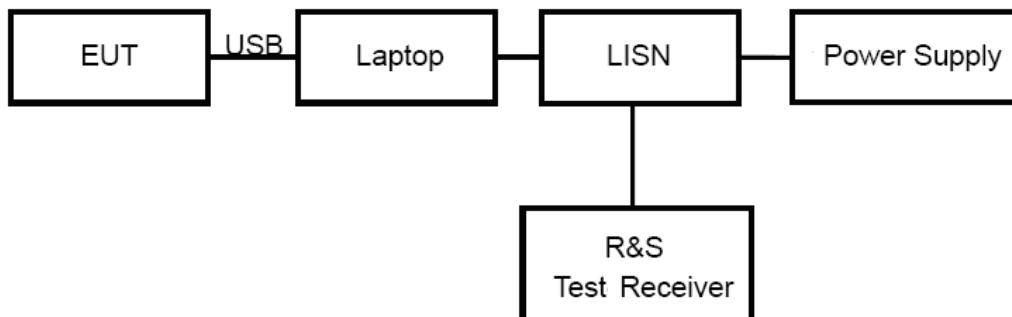 EUT
USB
Laptop
LISN
Power Supply
R&S
Test Receiver